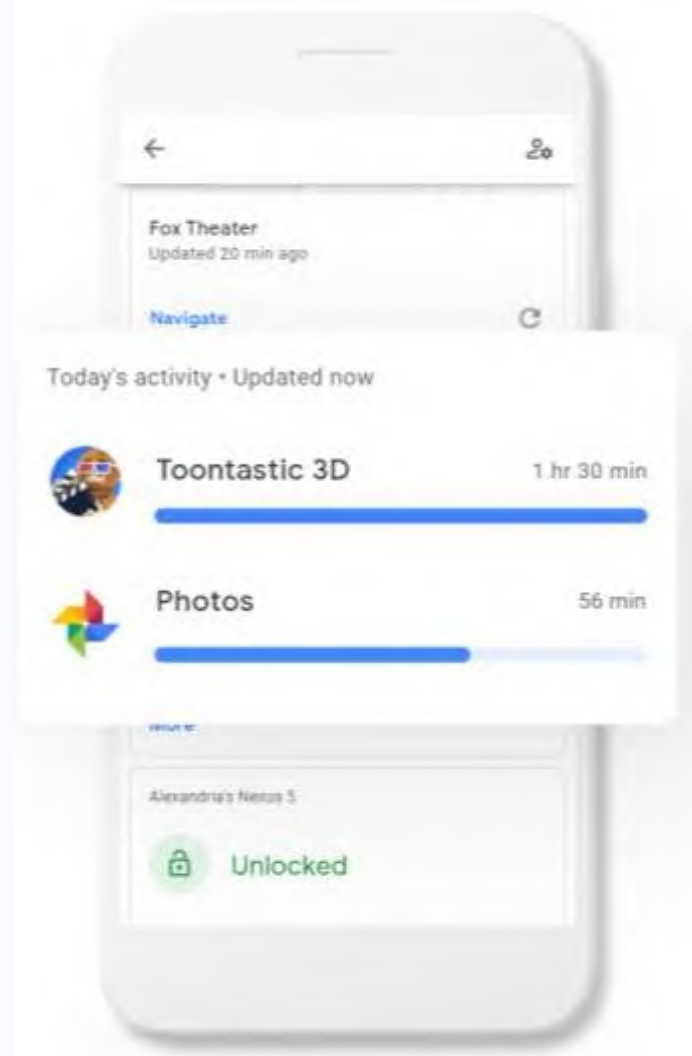 Fox Theater
Updated 20 min ago
Navigate
Today's activity • Updated now
Toontastic 3D 1 hr 30 min
Photos 56 min
More
Alexandria's Nexus 5
Unlocked